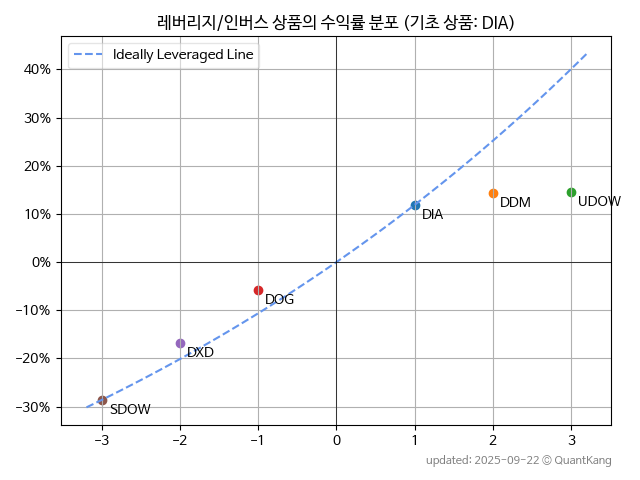 레버리지/인버스 상품의 수익률 분포 (기초 상품: DIA)
Ideally Leveraged Line
40%
30%
20%
10%
0%
−10%
−20%
−30%
DIA
DDM
UDOW
DOG
DXD
SDOW
−3 −2 −1 0 1 2 3
updated: 2025-09-22 © QuantKang